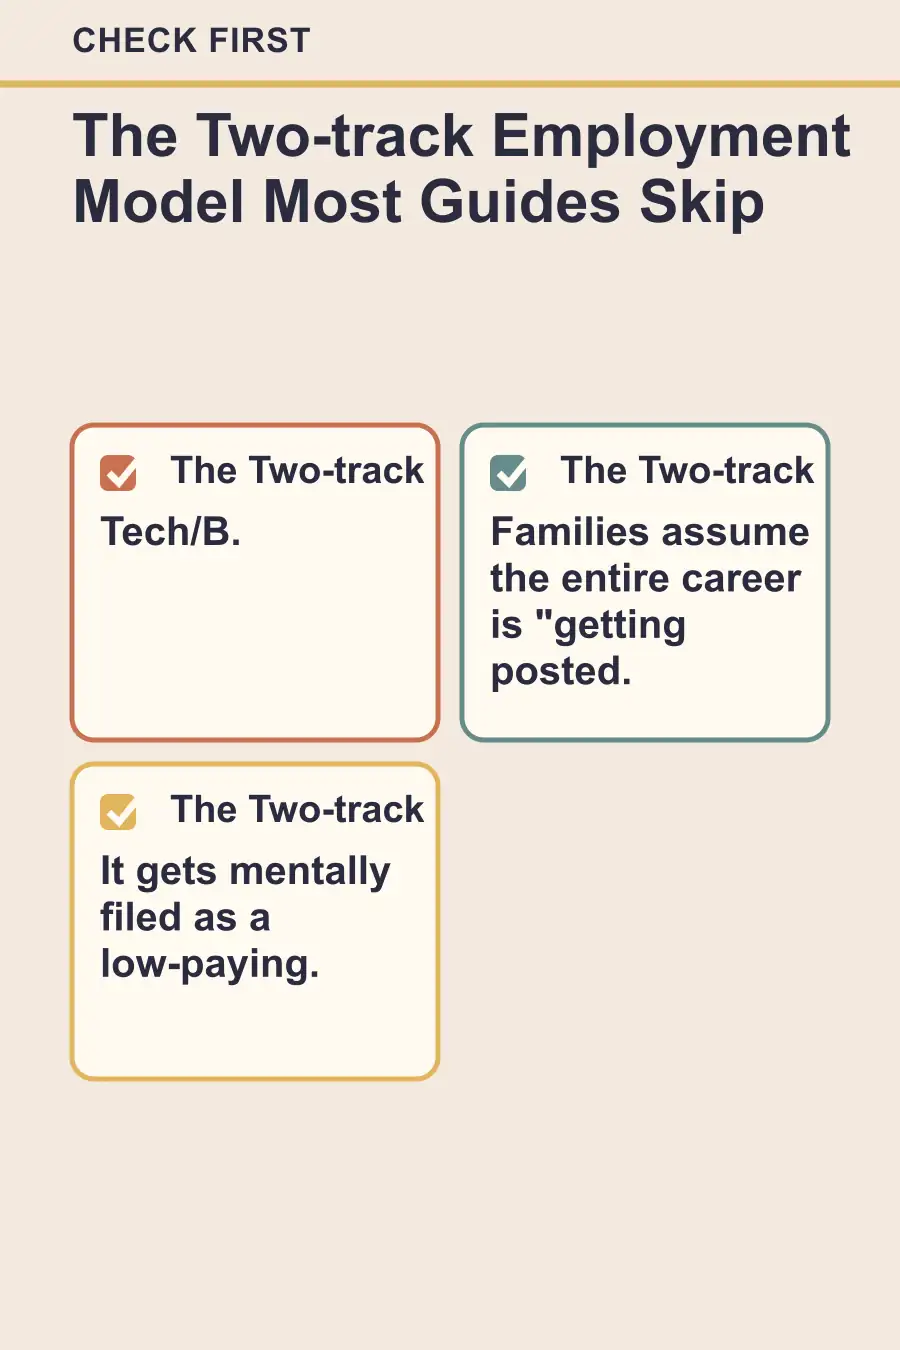 CHECK FIRST
The Two-track Employment
Model Most Guides Skip
The Two-track
Tech/B.
The Two-track
Families assume
the entire career
is "getting
posted.
The Two-track
It gets mentally
filed as a
low-paying.